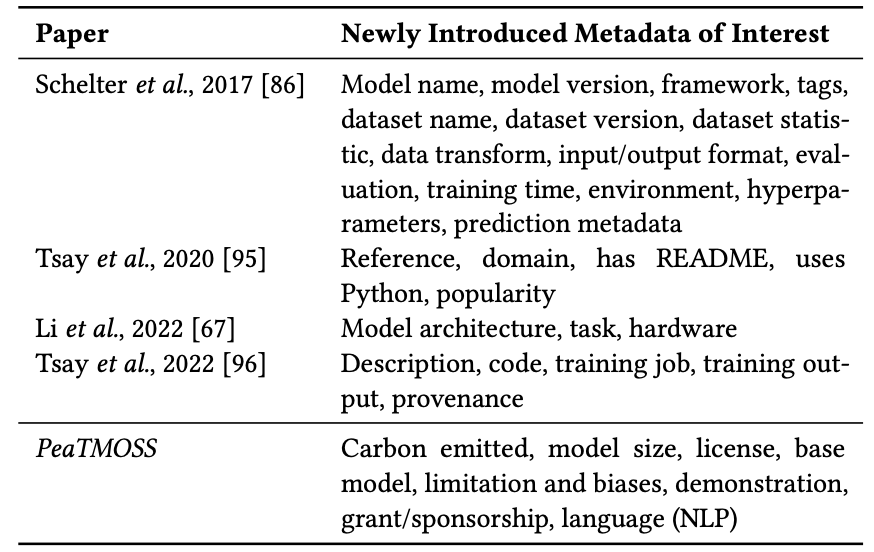 Paper Newly Introduced Metadata of Interest
Schelter et al., 2017 [86] Model name, model version, framework, tags,
dataset name, dataset version, dataset statis-
tic, data transform, input/output format, eval-
uation, training time, environment, hyperpa-
rameters, prediction metadata
Tsay et al., 2020 [95] Reference, domain, has README, uses
Python, popularity
Li et al., 2022 [67] Model architecture, task, hardware
Tsay et al., 2022 [96] Description, code, training job, training out-
put, provenance
PeaTMOSS Carbon emitted, model size, license, base
model, limitation and biases, demonstration,
grant/sponsorship, language (NLP)